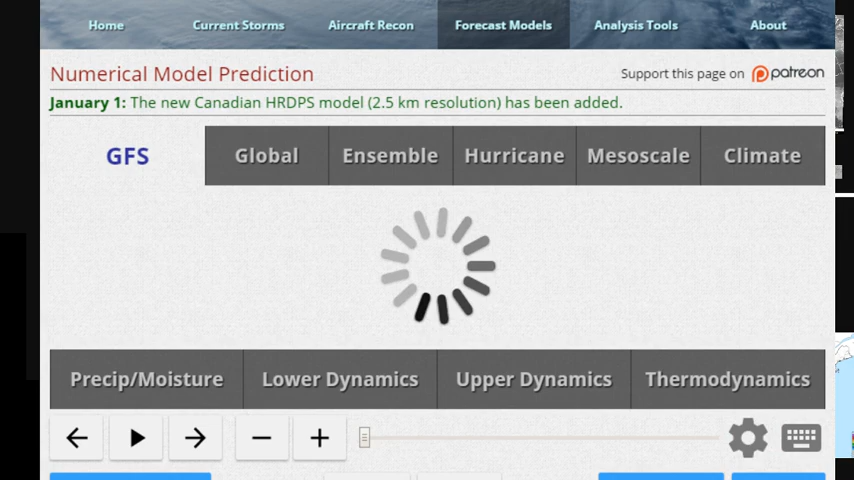 Home Current Storms Aircraft Recon Forecast Models Analysis Tools About
Numerical Model Prediction Support this page on patreon
January 1: The new Canadian HRDPS model (2.5 km resolution) has been added.
GFS Global Ensemble Hurricane Mesoscale Climate
Precip/Moisture Lower Dynamics Upper Dynamics Thermodynamics